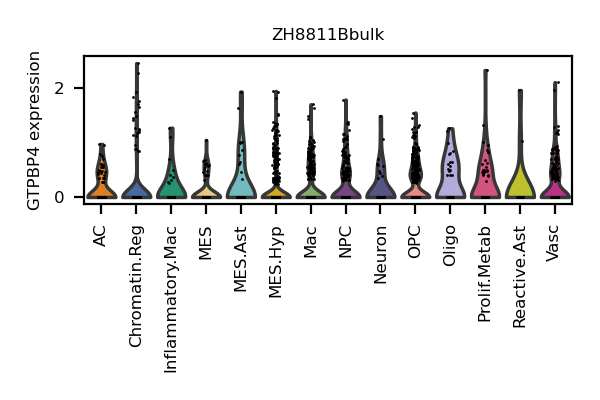 ZH8811Bbulk
GTPBP4 expression
2
0
AC
Chromatin.Reg
Inflammatory.Mac
MES
MES.Ast
MES.Hyp
Mac
NPC
Neuron
OPC
Oligo
Prolif.Metab
Reactive.Ast
Vasc